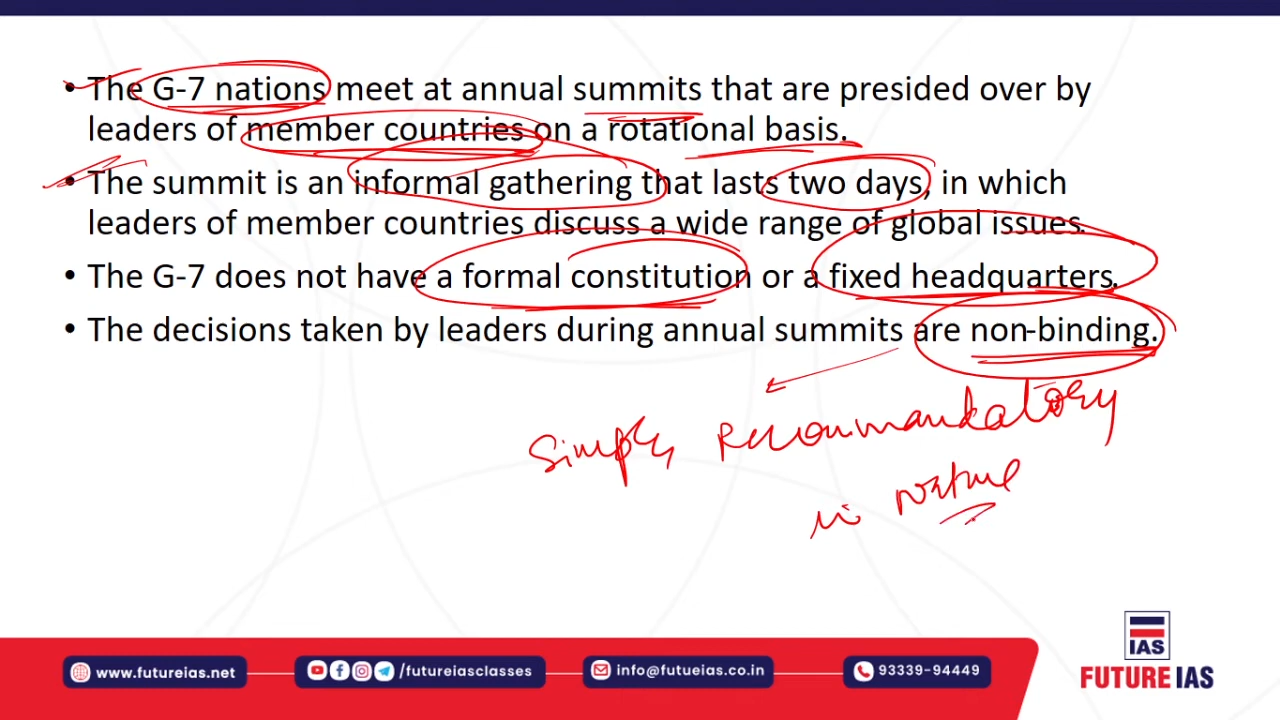 • The G-7 nations meet at annual summits that are presided over by
leaders of member countries on a rotational basis.
• The summit is an informal gathering that lasts two days, in which
leaders of member countries discuss a wide range of global issues.
• The G-7 does not have a formal constitution or a fixed headquarters.
• The decisions taken by leaders during annual summits are non-binding.
Simply Recommandatory
in Nature
IAS
www.futureias.net
/futureiasclasses
info@futueias.co.in
93339-94449
FUTURE IAS